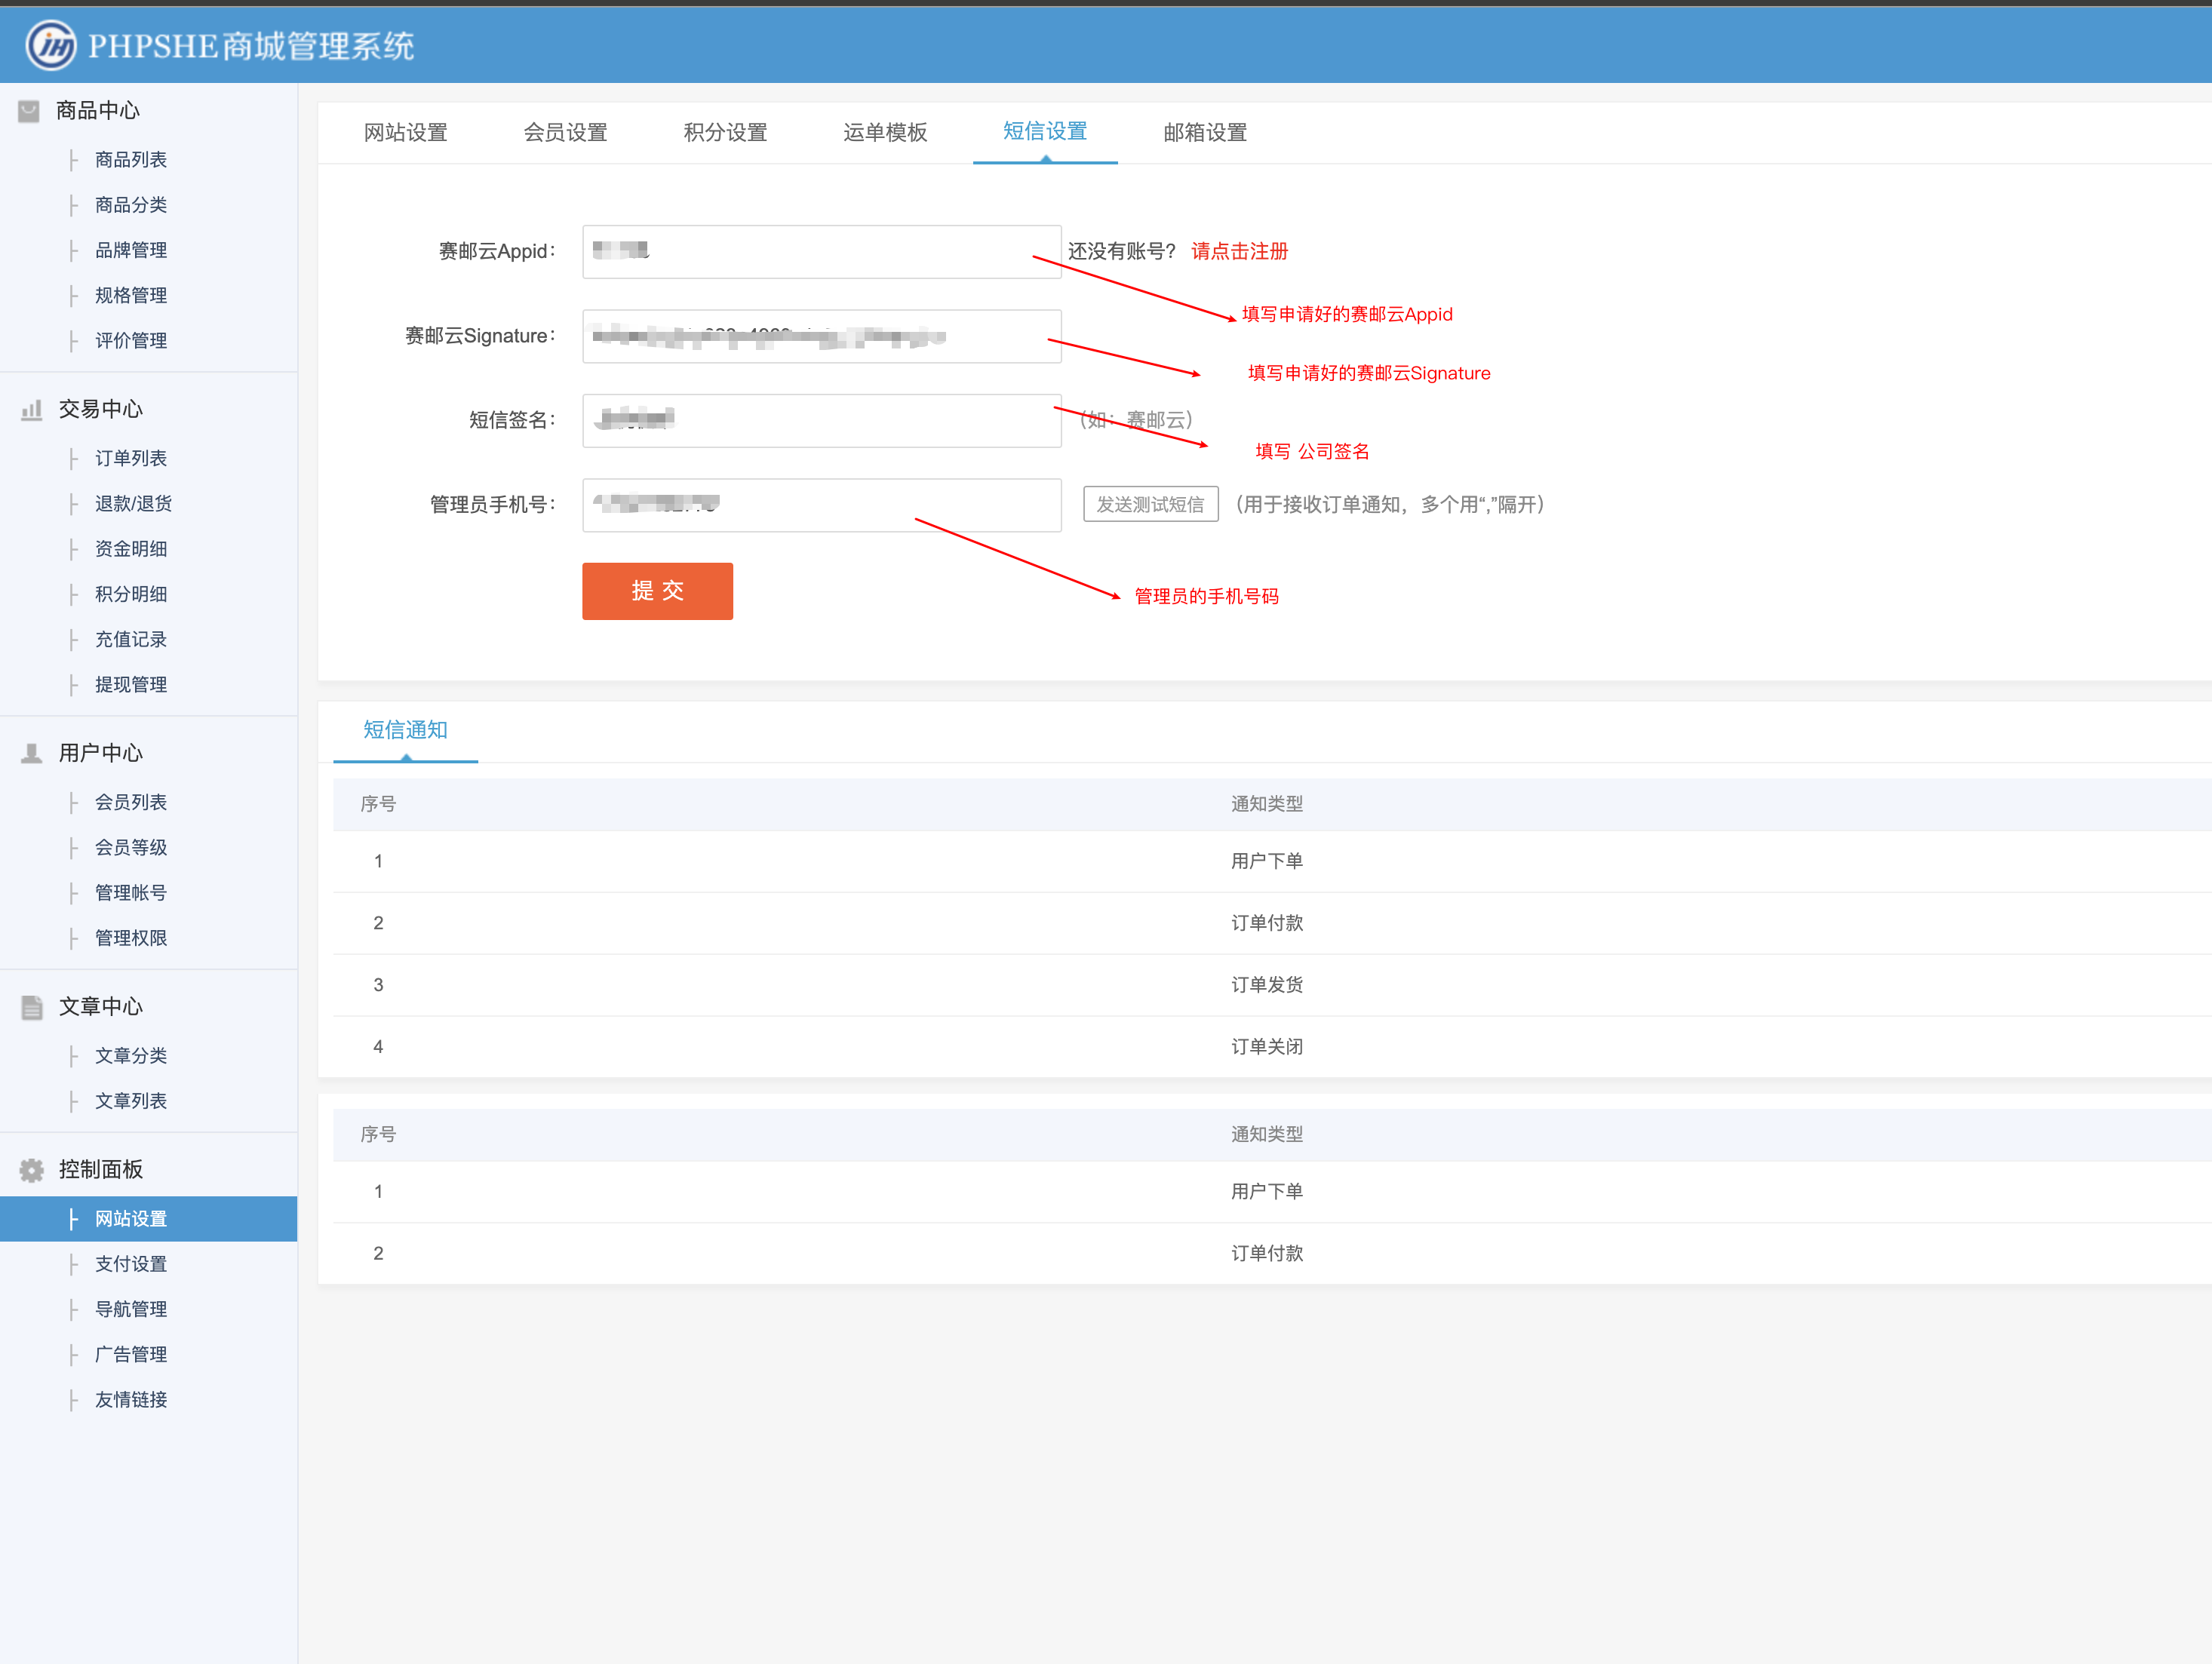 PHPSHE商城管理系统
商品中心
商品列表
商品分类
品牌管理
规格管理
评价管理
交易中心
订单列表
退款/退货
资金明细
积分明细
充值记录
提现管理
用户中心
会员列表
会员等级
管理帐号
管理权限
文章中心
文章分类
文章列表
控制面板
网站设置
支付设置
导航管理
广告管理
友情链接
网站设置 会员设置 积分设置 运单模板 短信设置 邮箱设置
赛邮云Appid： 还没有账号？ 请点击注册
填写申请好的赛邮云Appid
赛邮云Signature：
填写申请好的赛邮云Signature
短信签名： （如：赛邮云）
填写 公司签名
管理员手机号： 发送测试短信 （用于接收订单通知，多个用“,”隔开）
提 交
管理员的手机号码
短信通知
序号 通知类型
1 用户下单
2 订单付款
3 订单发货
4 订单关闭
序号 通知类型
1 用户下单
2 订单付款